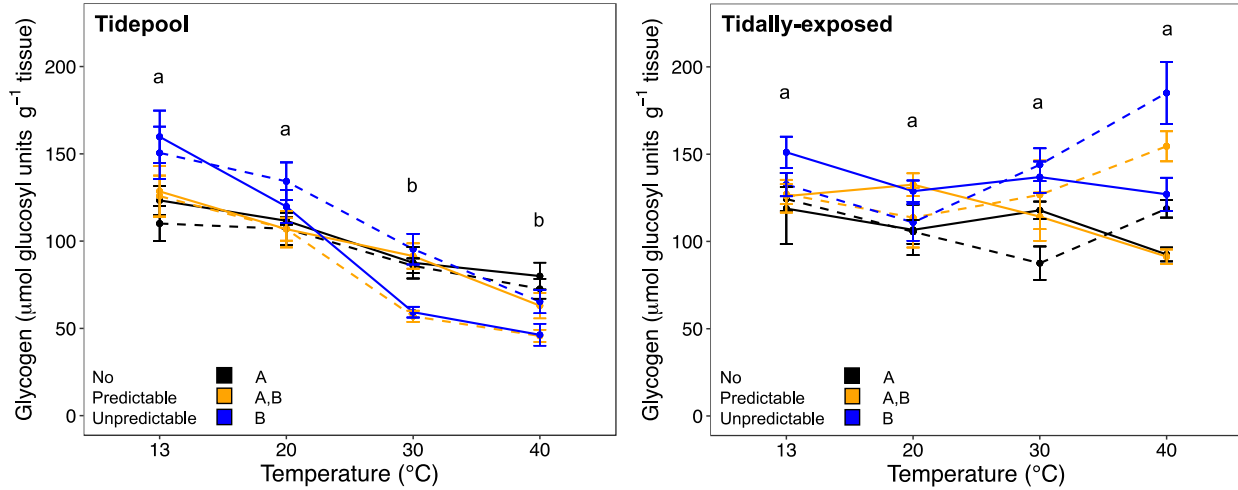 Tidepool
Glycogen (μmol glucosyl units g⁻¹ tissue)
200
150
100
50
0
a
a
b
b
No A
Predictable A,B
Unpredictable B
13 20 30 40
Temperature (°C)
Tidally-exposed
Glycogen (μmol glucosyl units g⁻¹ tissue)
200
150
100
50
0
a
a
a
a
No A
Predictable A,B
Unpredictable B
13 20 30 40
Temperature (°C)